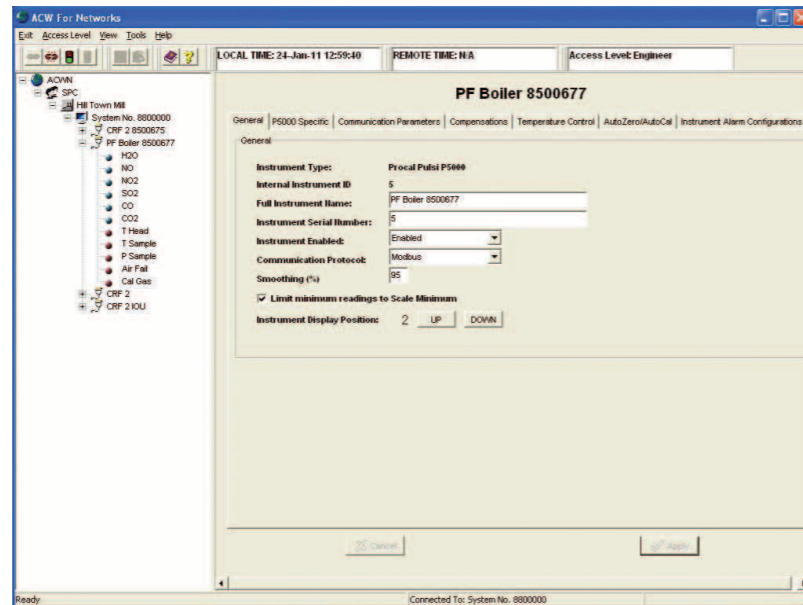 ACW For Networks
Exit Access Level View Tools Help
LOCAL TIME: 24-Jan-11 12:59:40 REMOTE TIME: N/A Access Level: Engineer
ACWN
SPC
Hill Town Mill
System No. 8800000
CRF 2 8500675
PF Boiler 8500677
H2O
NO
NO2
SO2
CO
CO2
T Head
T Sample
P Sample
Air Fail
Cal Gas
CRF 2
CRF 2 IOU
PF Boiler 8500677
General P5000 Specific Communication Parameters Compensations Temperature Control AutoZero/AutoCal Instrument Alarm Configurations
General
Instrument Type: Procal Pulsi P5000
Internal Instrument ID 5
Full Instrument Name: PF Boiler 8500677
Instrument Serial Number: 5
Instrument Enabled: Enabled
Communication Protocol: Modbus
Smoothing (%) 95
Limit minimum readings to Scale Minimum
Instrument Display Position: 2 UP DOWN
Cancel Apply
Ready Connected To: System No. 8800000